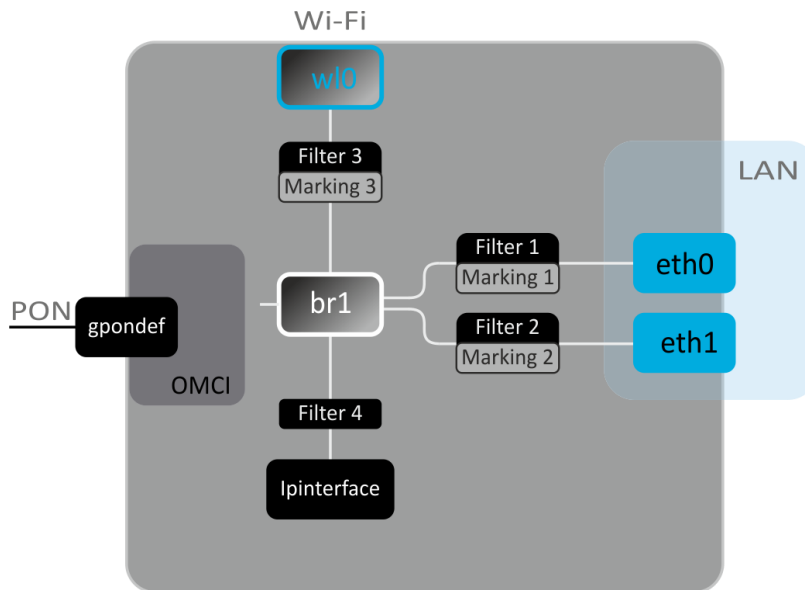 Wi-Fi
wl0
Filter 3
Marking 3
LAN
Filter 1
Marking 1
eth0
br1
PON
gpondef
Filter 2
Marking 2
eth1
OMCI
Filter 4
Ipinterface